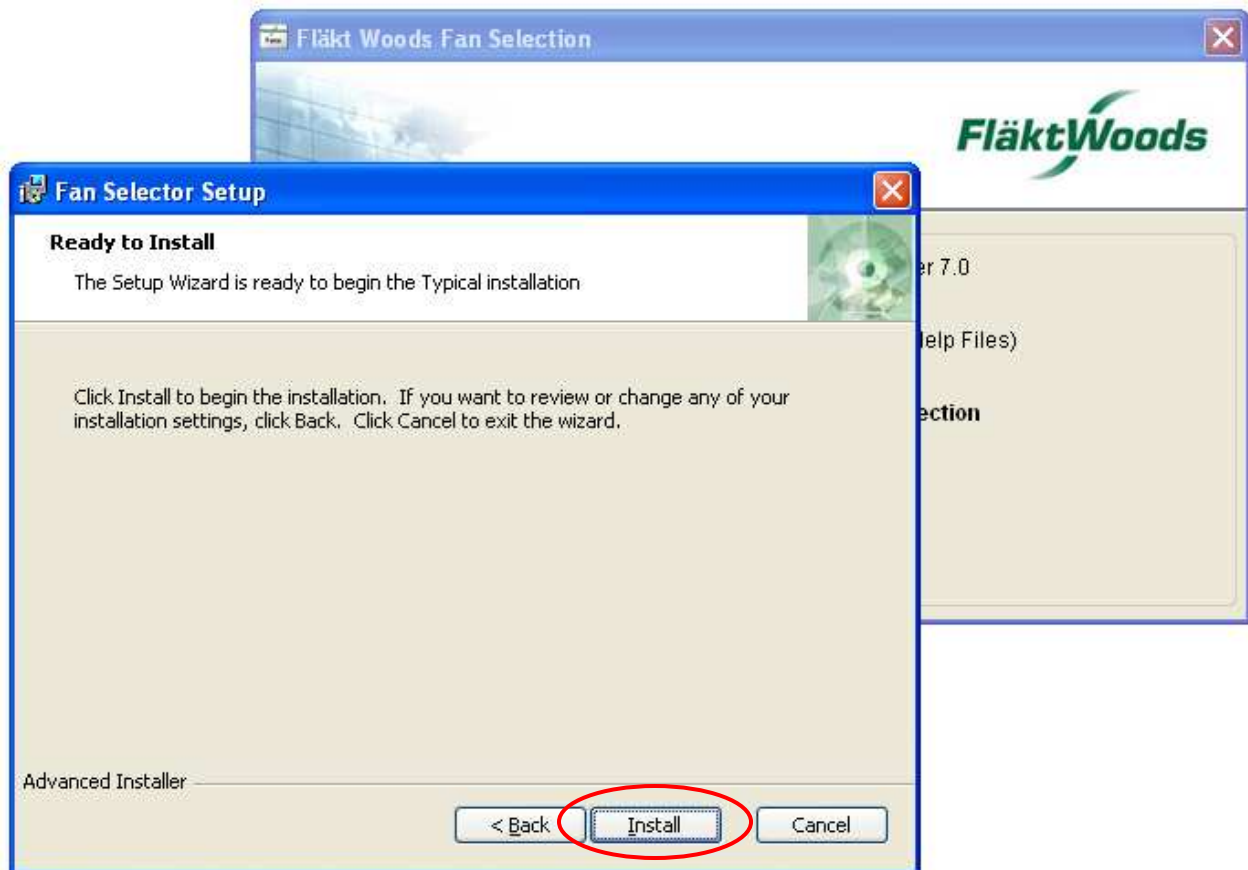 Fläkt Woods Fan Selection
FläktWoods
Fan Selector Setup
Ready to Install
The Setup Wizard is ready to begin the Typical installation
er 7.0
Help Files)
ection
Click Install to begin the installation. If you want to review or change any of your
installation settings, click Back. Click Cancel to exit the wizard.
Advanced Installer
< Back
Install
Cancel